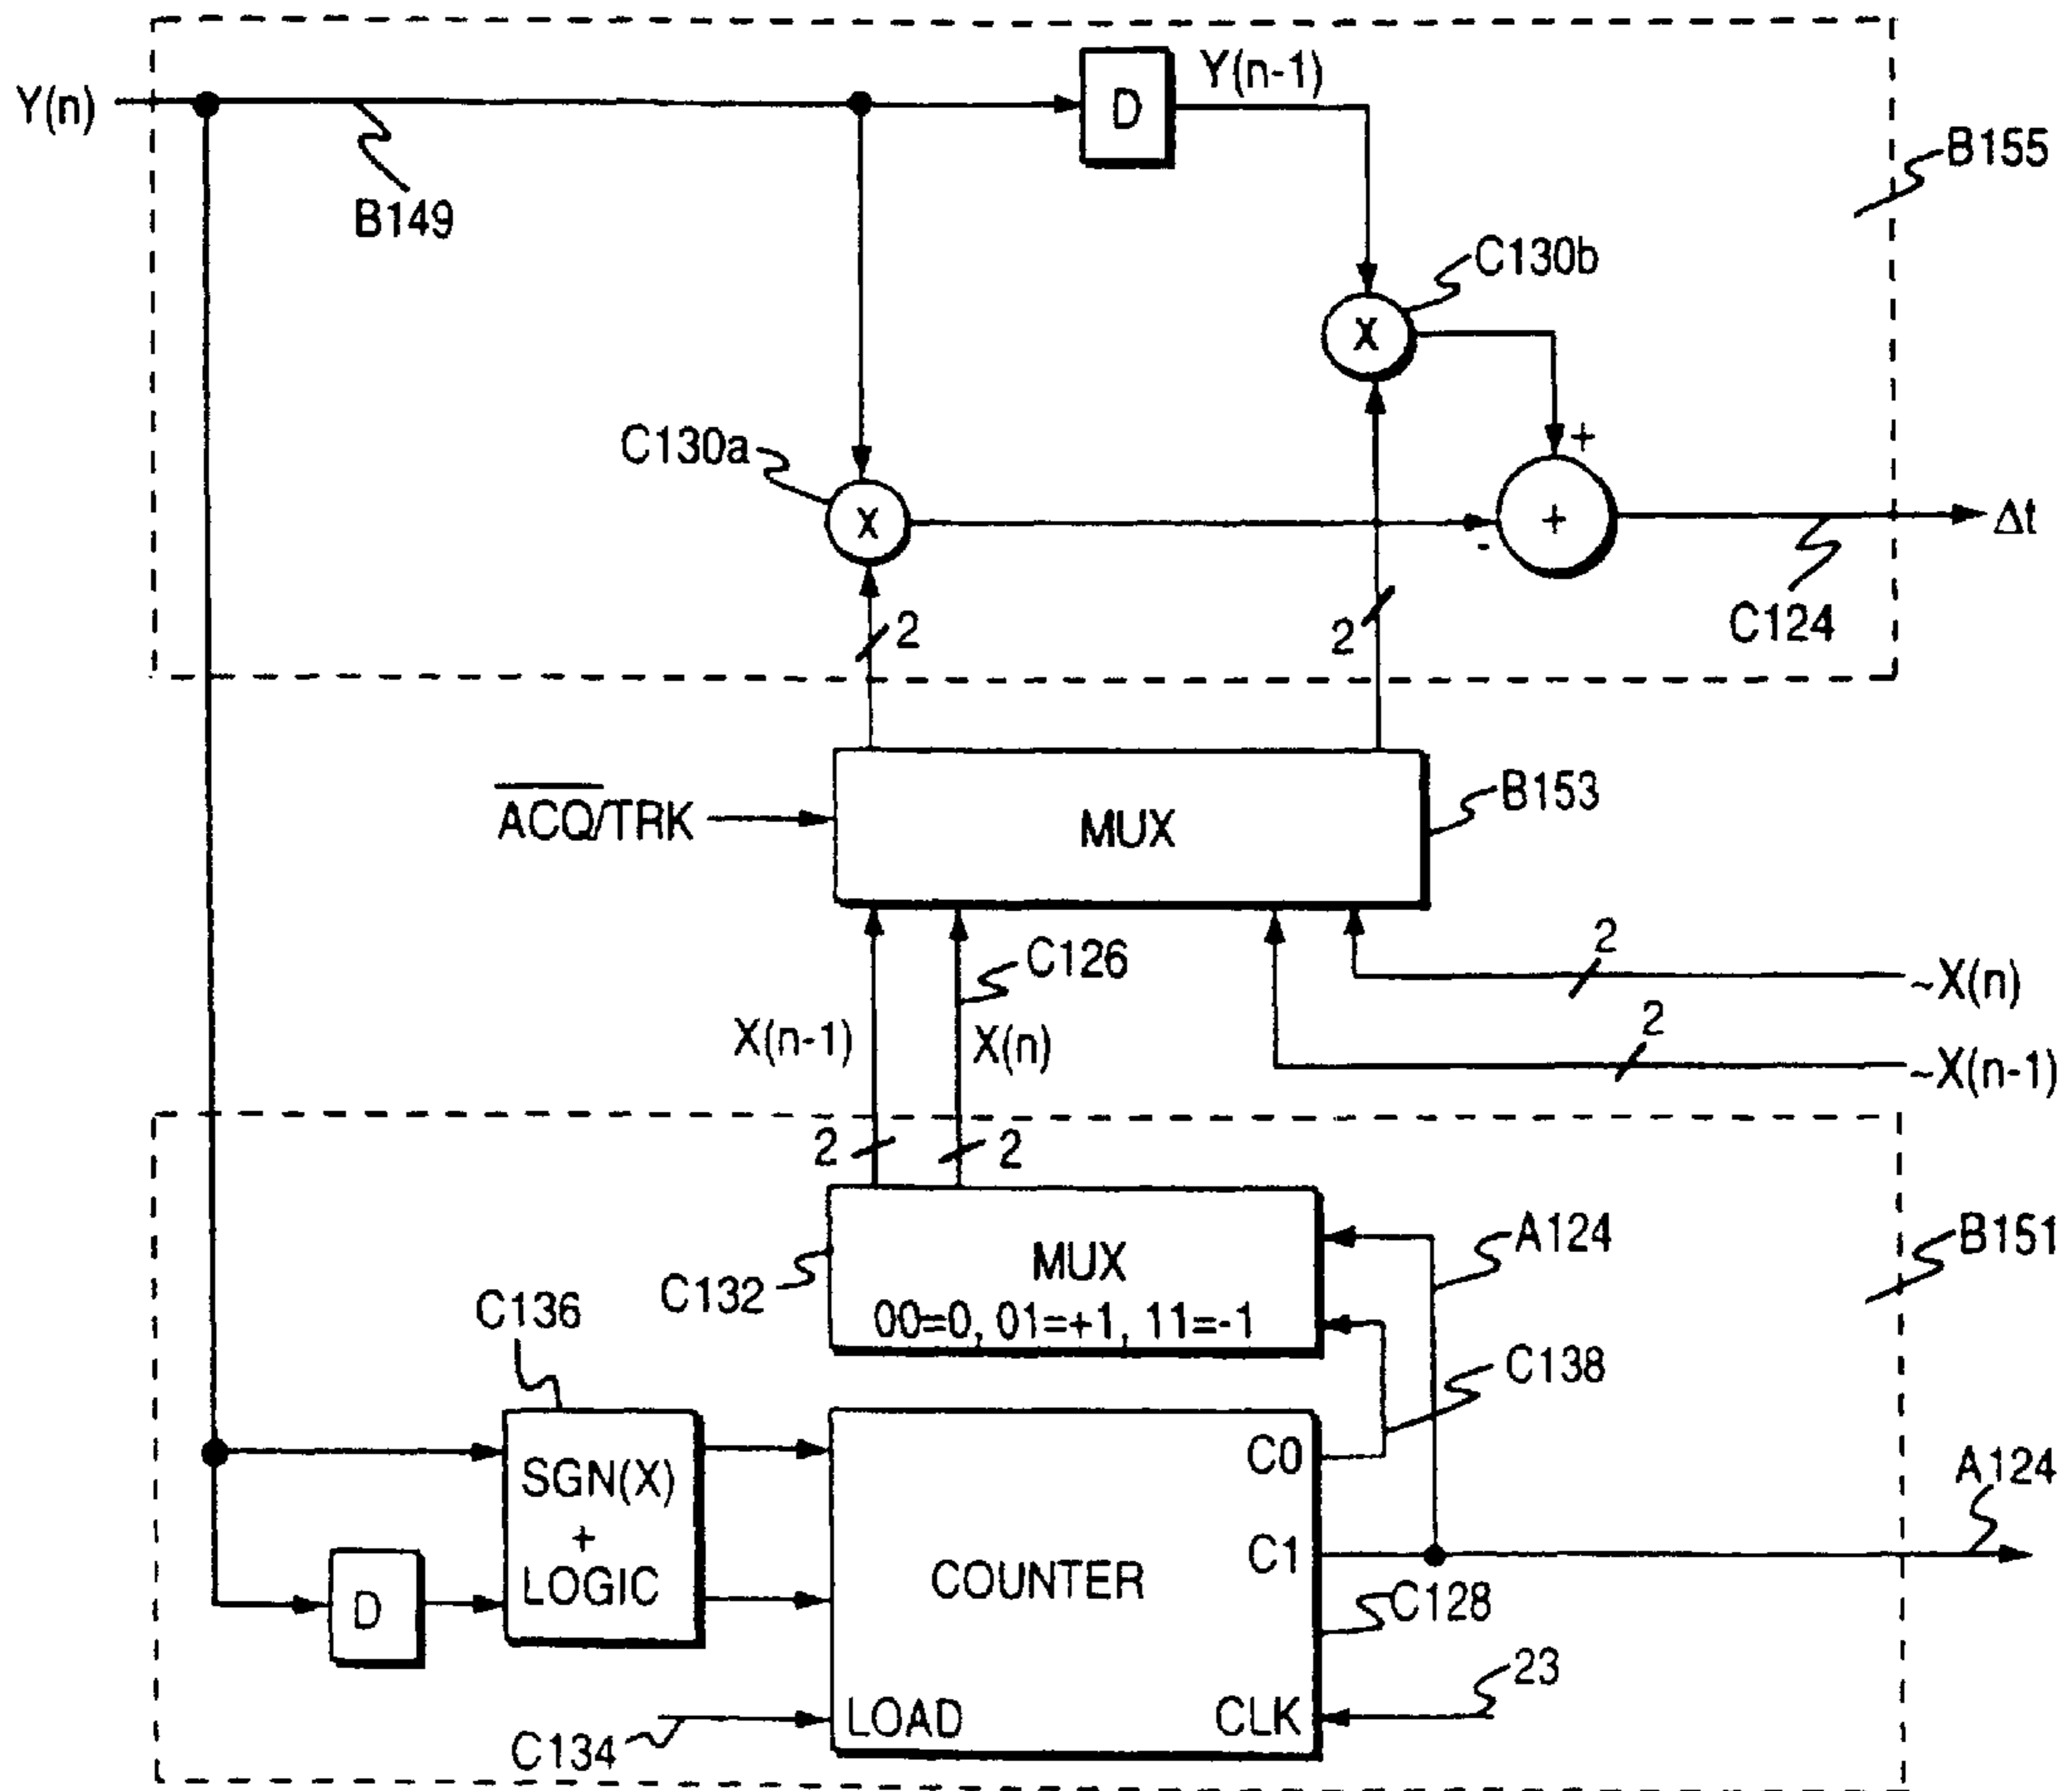 Y(n)
D
Y(n-1)
B155
B149
C130b
X
C130a
+
X
+
-
Δt
2
2
C124
A̅C̅Q̅/TRK
MUX
B153
C126
2
~X(n)
X(n-1)
X(n)
2
~X(n-1)
2
2
MUX
00=0, 01=+1, 11=-1
C132
A124
B151
C136
C138
SGN(X)
+
LOGIC
C0
C1
COUNTER
A124
D
C128
23
LOAD
CLK
C134